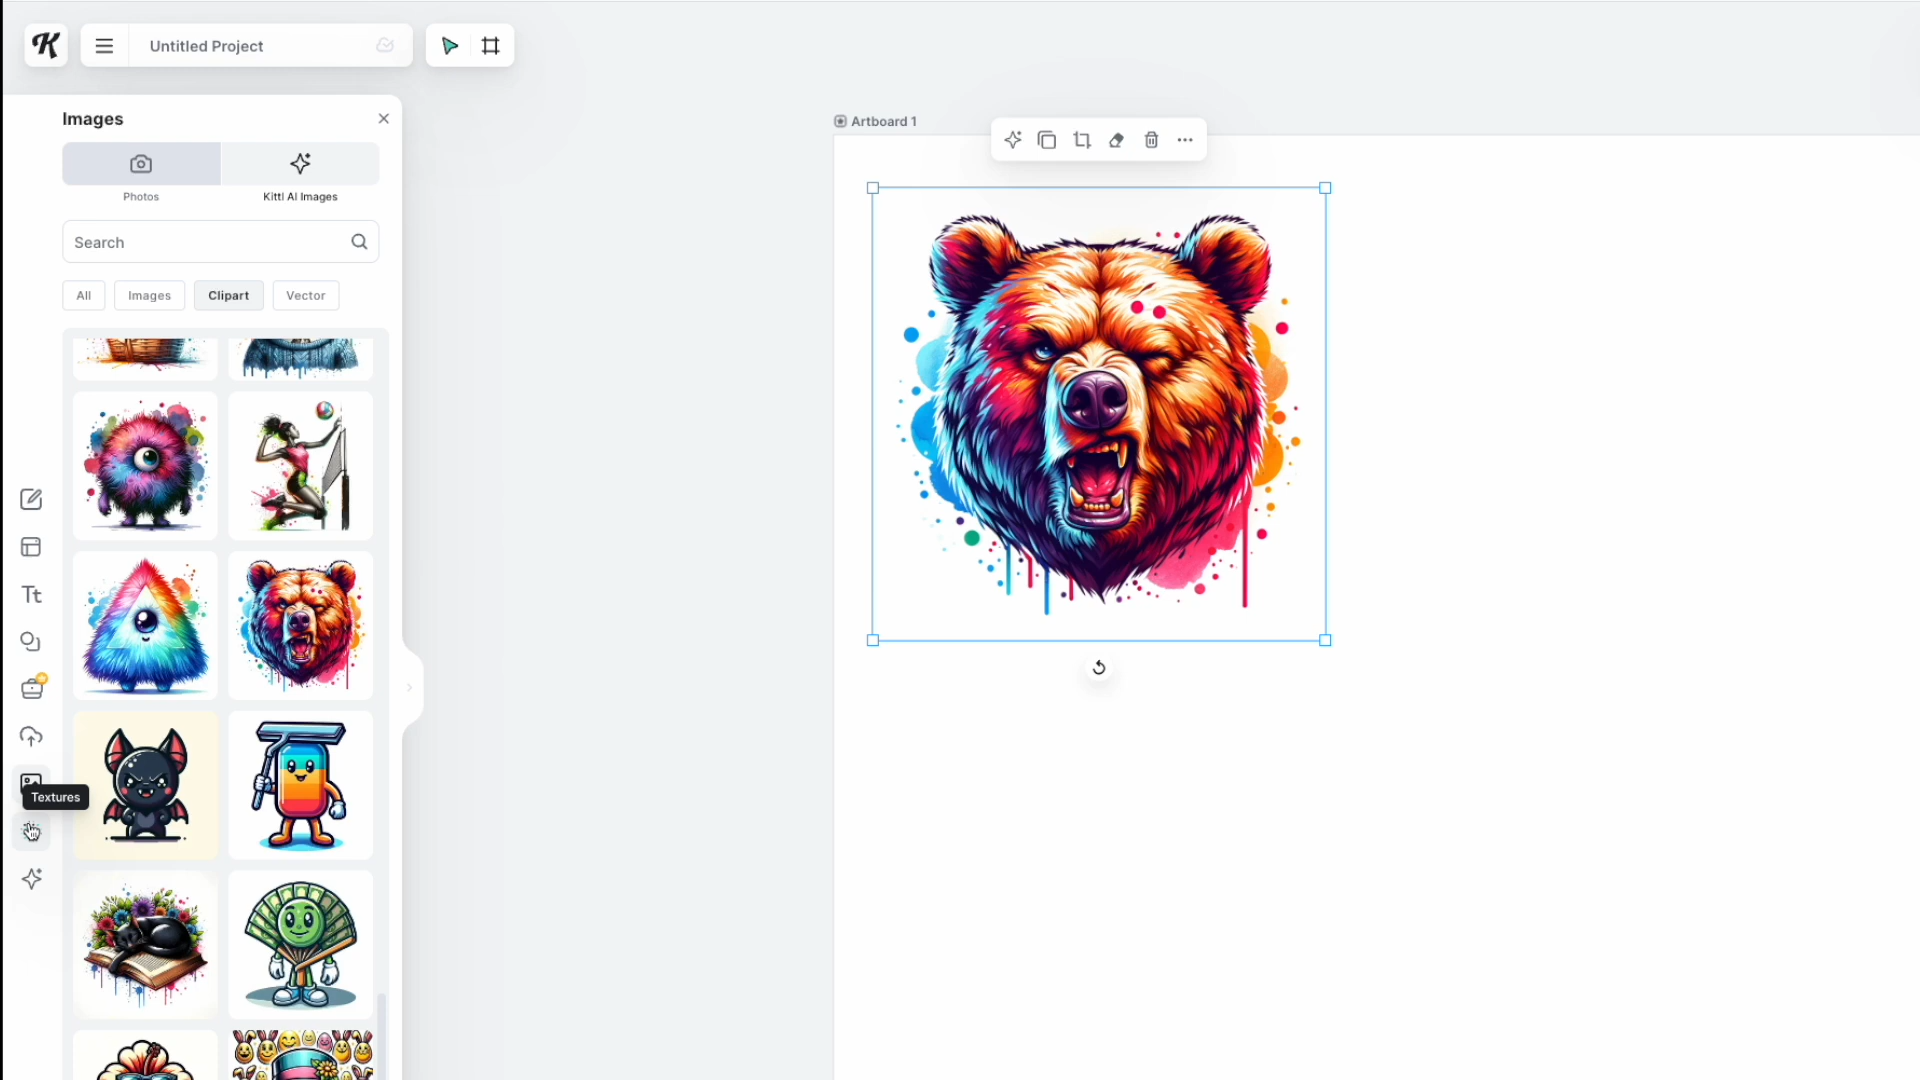 K
Untitled Project
Images
Photos
Kittl AI Images
Search
All
Images
Clipart
Vector
Artboard 1
Tt
Textures